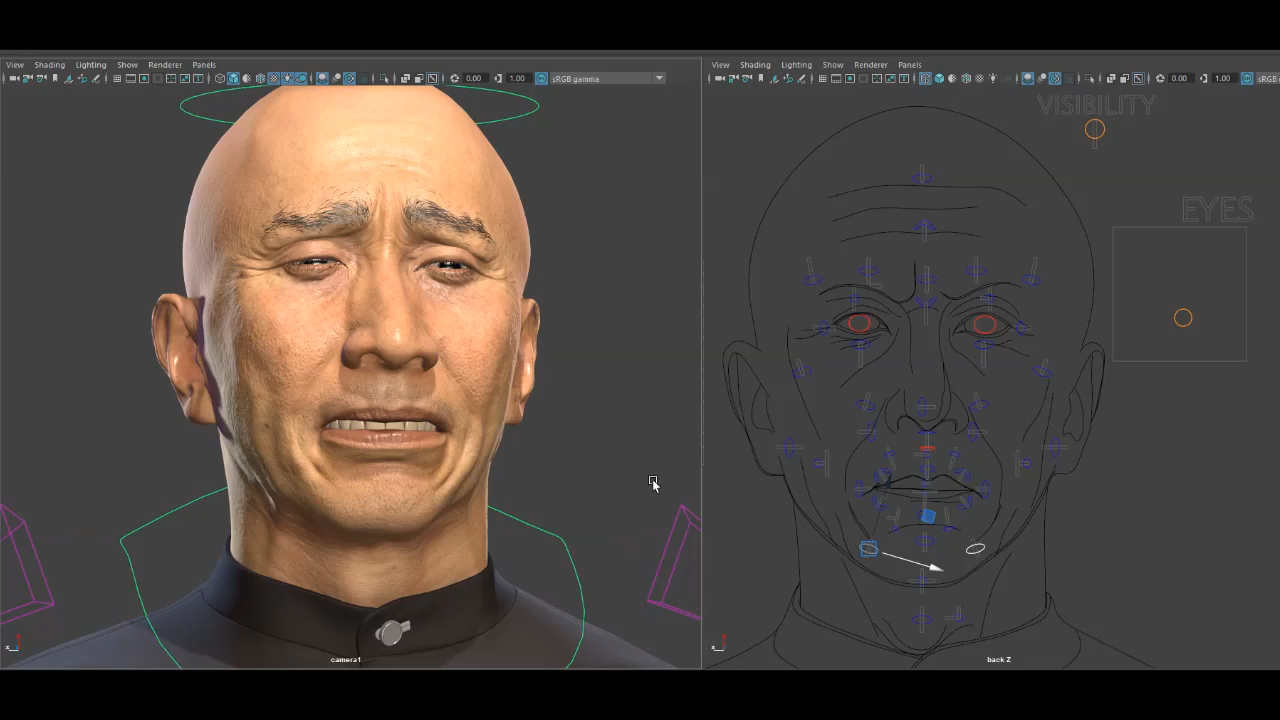 View Shading Lighting Show Renderer Panels
0.00 1.00 sRGB gamma
camera1
x
View Shading Lighting Show Renderer Panels
0.00 1.00 sRG
VISIBILITY
EYES
back Z
x